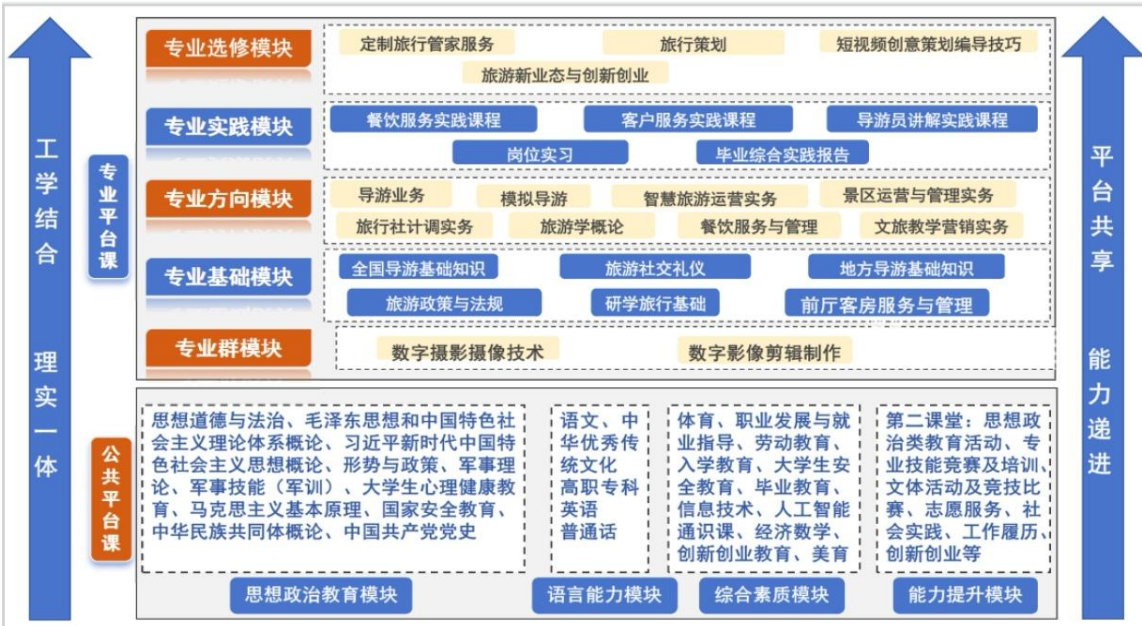 工学结合 理实一体
专业平台课
专业选修模块
定制旅行管家服务
旅行策划
短视频创意策划编导技巧
旅游新业态与创新创业
专业实践模块
餐饮服务实践课程
客户服务实践课程
导游员讲解实践课程
岗位实习
毕业综合实践报告
专业方向模块
导游业务
模拟导游
智慧旅游运营实务
景区运营与管理实务
旅行社计调实务
旅游学概论
餐饮服务与管理
文旅教学营销实务
专业基础模块
全国导游基础知识
旅游社交礼仪
地方导游基础知识
旅游政策与法规
研学旅行基础
前厅客房服务与管理
专业群模块
数字摄影摄像技术
数字影像剪辑制作
公共平台课
思想道德与法治、毛泽东思想和中国特色社
会主义理论体系概论、习近平新时代中国特
色社会主义思想概论、形势与政策、军事理
论、军事技能（军训）、大学生心理健康教
育、马克思主义基本原理、国家安全教育、
中华民族共同体概论、中国共产党党史
思想政治教育模块
语文、中
华优秀传
统文化
高职专科
英语
普通话
语言能力模块
体育、职业发展与就
业指导、劳动教育、
入学教育、大学生安
全教育、毕业教育、
信息技术、人工智能
通识课、经济数学、
创新创业教育、美育
综合素质模块
第二课堂：思想政
治类教育活动、专
业技能竞赛及培训、
文体活动及竞技比
赛、志愿服务、社
会实践、工作履历、
创新创业等
能力提升模块
平台共享 能力递进